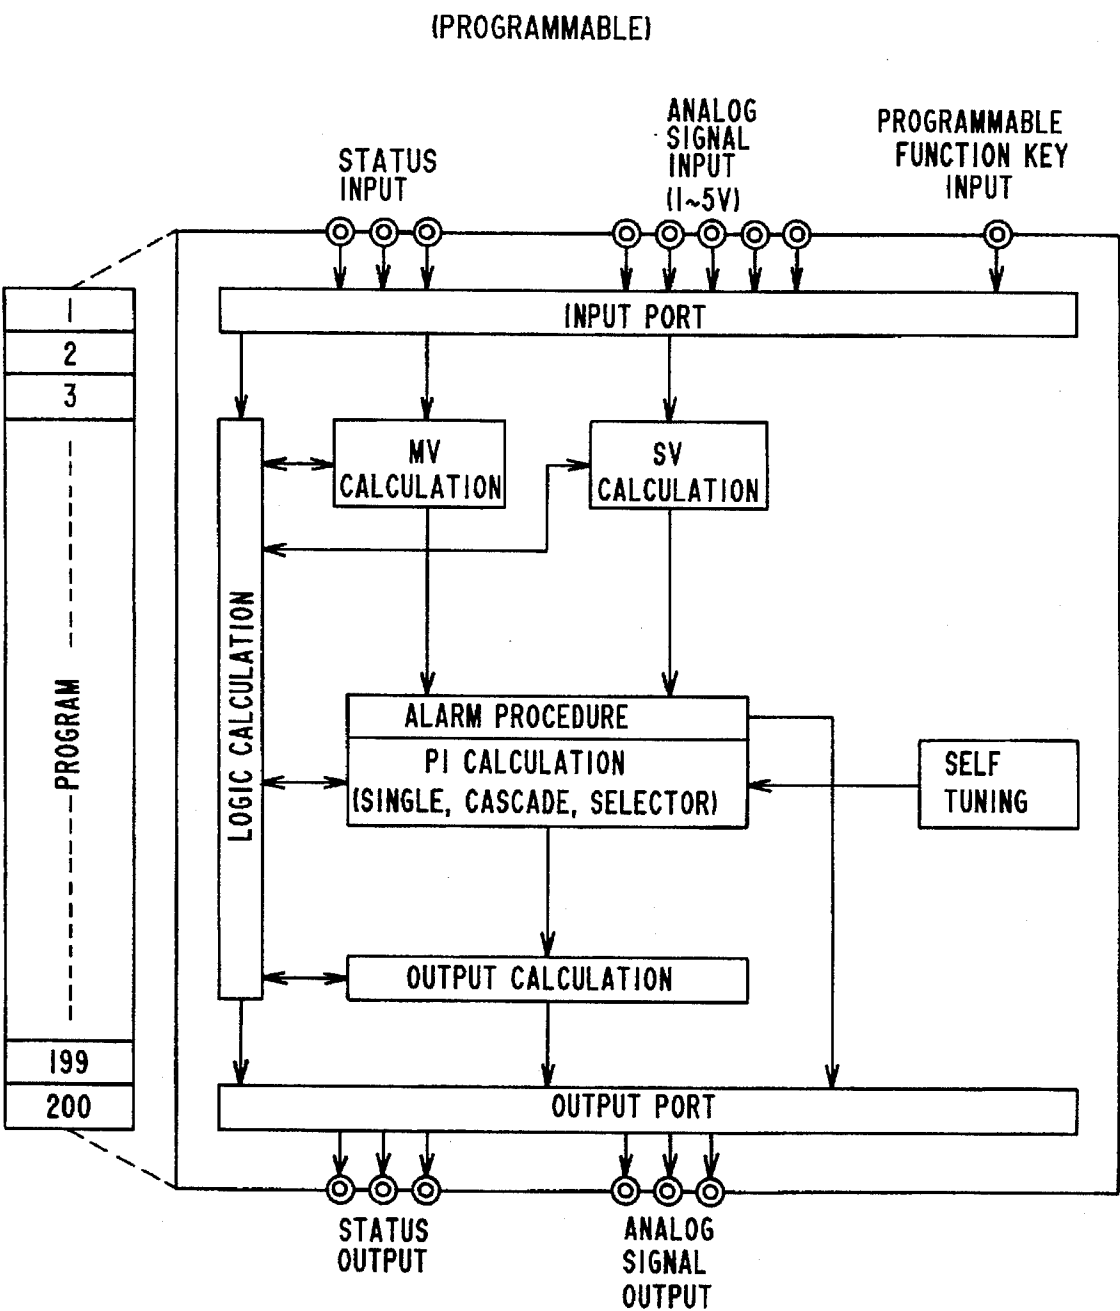 (PROGRAMMABLE)
STATUS
INPUT
ANALOG
SIGNAL
INPUT
(1~5V)
PROGRAMMABLE
FUNCTION KEY
INPUT
1
2
3
PROGRAM
199
200
INPUT PORT
MV
CALCULATION
SV
CALCULATION
LOGIC CALCULATION
ALARM PROCEDURE
PI CALCULATION
(SINGLE, CASCADE, SELECTOR)
SELF
TUNING
OUTPUT CALCULATION
OUTPUT PORT
STATUS
OUTPUT
ANALOG
SIGNAL
OUTPUT